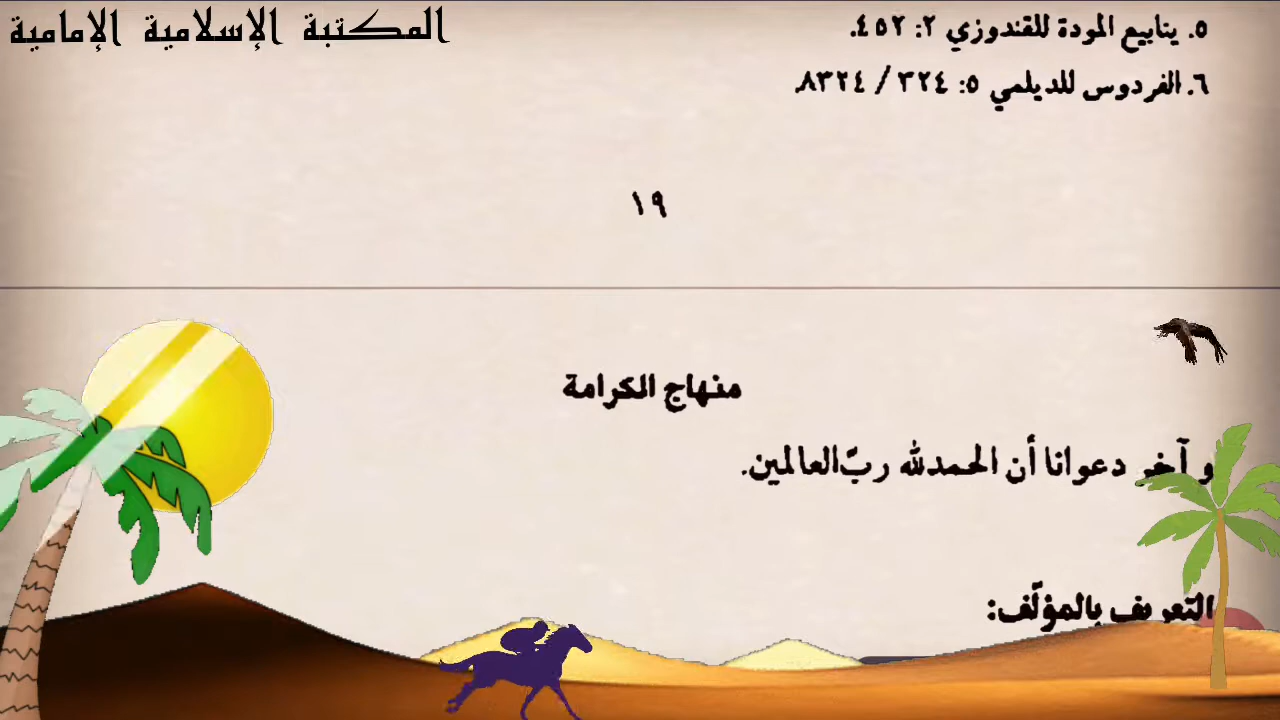 المكتبة الإسلامية الإمامية
٥. ينابيع المودة للقندوزي ٢: ٤٥٢.
٦. الفردوس للديلمي ٥: ٣٢٤ / ٨٣٢٤.
١٩
منهاج الكرامة
و آخر دعوانا أن الحمدلله ربّ‌العالمين.
التعريف بالمؤلّف: